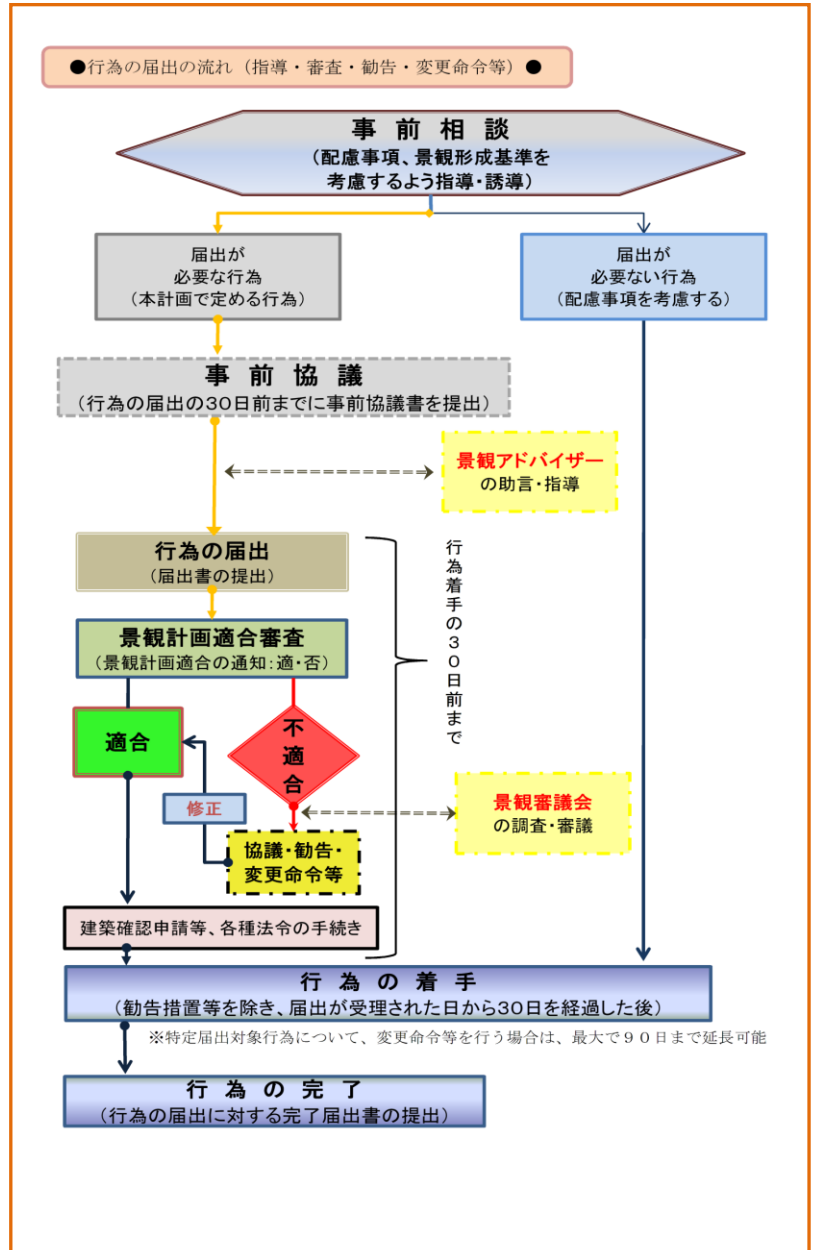 ●行為の届出の流れ（指導・審査・勧告・変更命令等）●
事前相談
（配慮事項、景観形成基準を
考慮するよう指導・誘導）
届出が
必要な行為
（本計画で定める行為）
届出が
必要ない行為
（配慮事項を考慮する）
事前協議
（行為の届出の30日前までに事前協議書を提出）
景観アドバイザー
の助言・指導
行為の届出
（届出書の提出）
行為着手の30日前まで
景観計画適合審査
（景観計画適合の通知：適・否）
適合
不適合
修正
景観審議会
の調査・審議
協議・勧告・
変更命令等
建築確認申請等、各種法令の手続き
行為の着手
（勧告措置等を除き、届出が受理された日から30日を経過した後）
※特定届出対象行為について、変更命令等を行う場合は、最大で９０日まで延長可能
行為の完了
（行為の届出に対する完了届出書の提出）